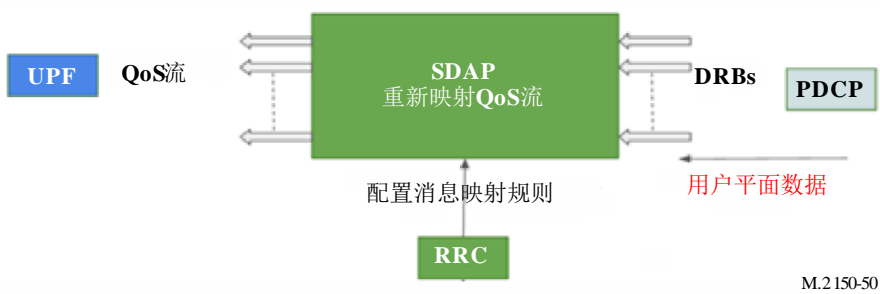 UPF
QoS流
SDAP
重新映射QoS流
DRBs
PDCP
用户平面数据
配置消息映射规则
RRC
M.2150-50